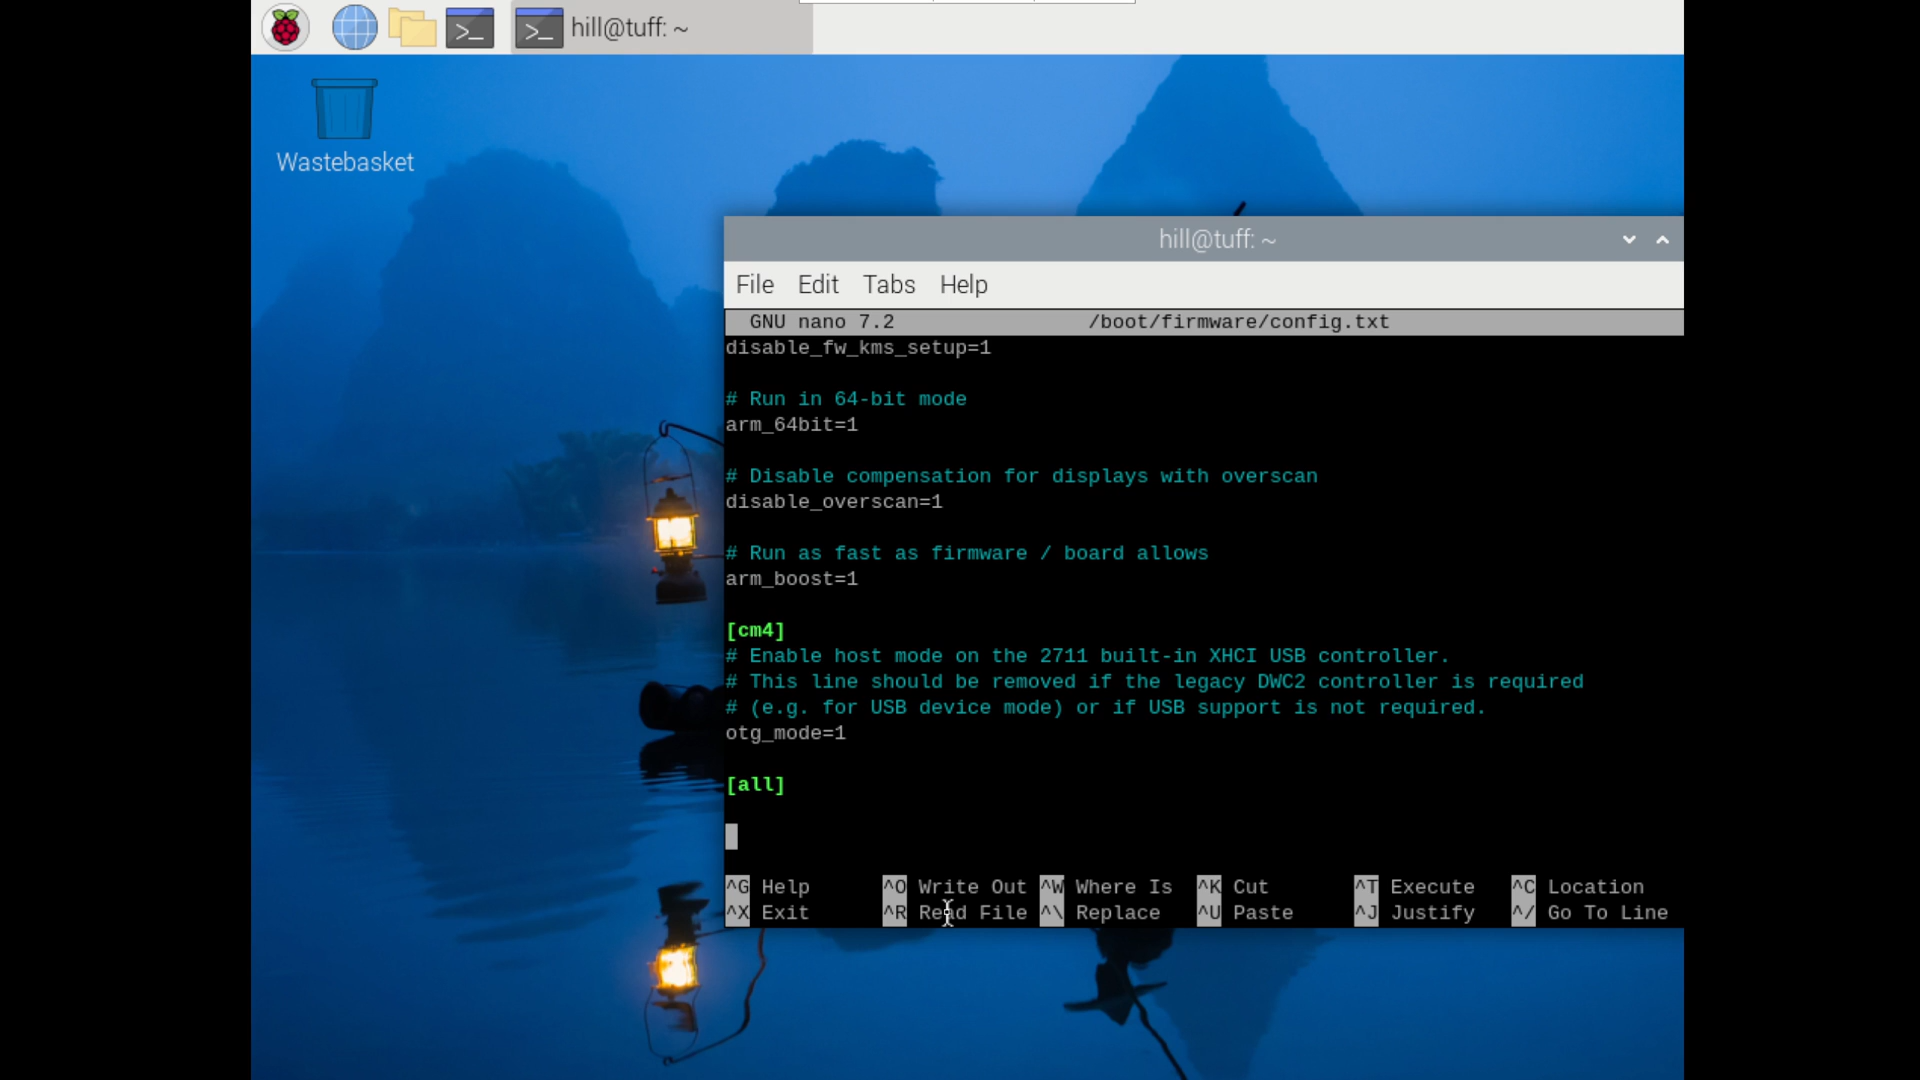 hill@tuff: ~
Wastebasket
hill@tuff: ~
File Edit Tabs Help
GNU nano 7.2 /boot/firmware/config.txt
disable_fw_kms_setup=1
# Run in 64-bit mode
arm_64bit=1
# Disable compensation for displays with overscan
disable_overscan=1
# Run as fast as firmware / board allows
arm_boost=1
[cm4]
# Enable host mode on the 2711 built-in XHCI USB controller.
# This line should be removed if the legacy DWC2 controller is required
# (e.g. for USB device mode) or if USB support is not required.
otg_mode=1
[all]
^G Help ^O Write Out ^W Where Is ^K Cut ^T Execute ^C Location
^X Exit ^R Read File ^\ Replace ^U Paste ^J Justify ^/ Go To Line